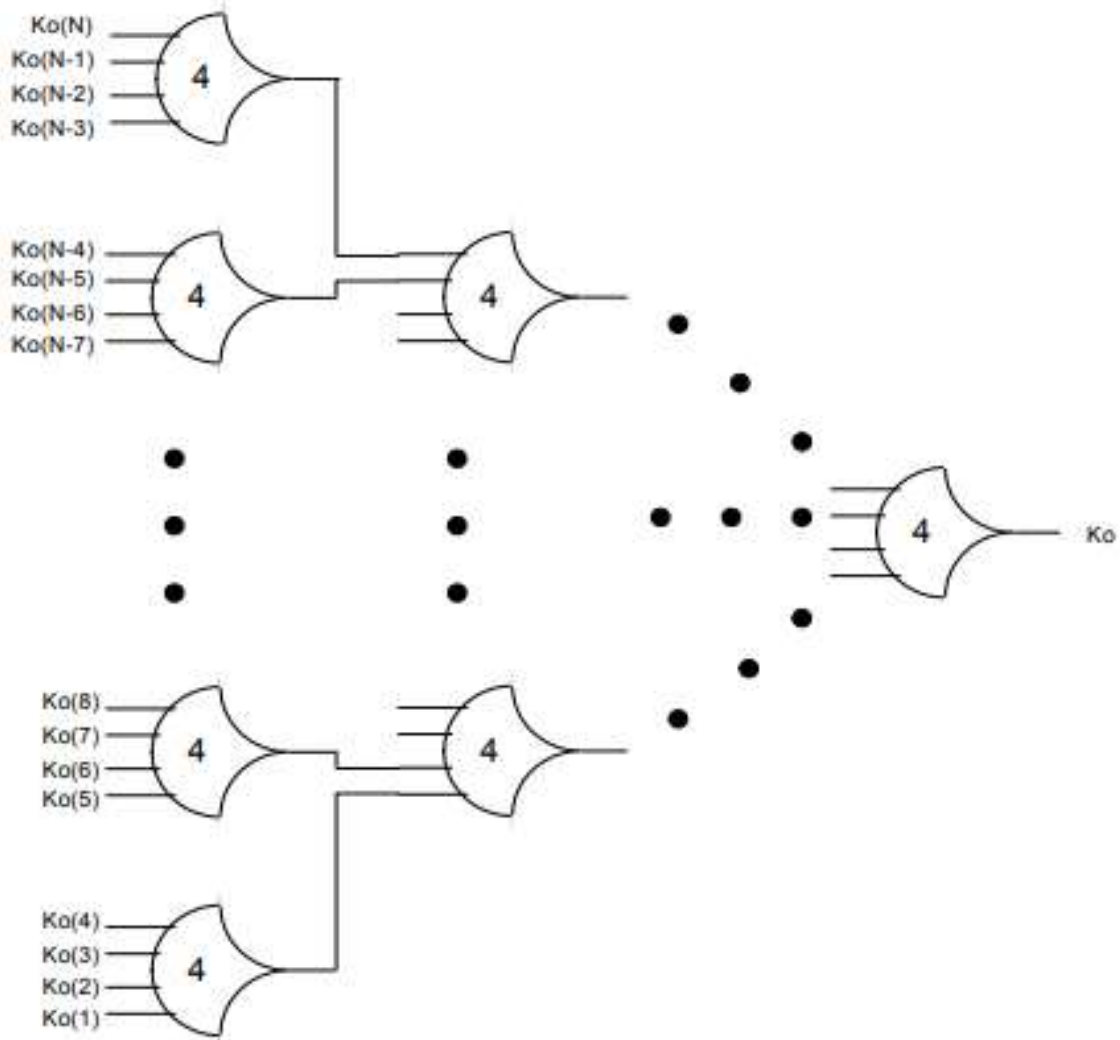 Ko(N)
Ko(N-1)
Ko(N-2)
Ko(N-3)
4
Ko(N-4)
Ko(N-5)
Ko(N-6)
Ko(N-7)
4
4
4
Ko
Ko(8)
Ko(7)
Ko(6)
Ko(5)
4
4
Ko(4)
Ko(3)
Ko(2)
Ko(1)
4